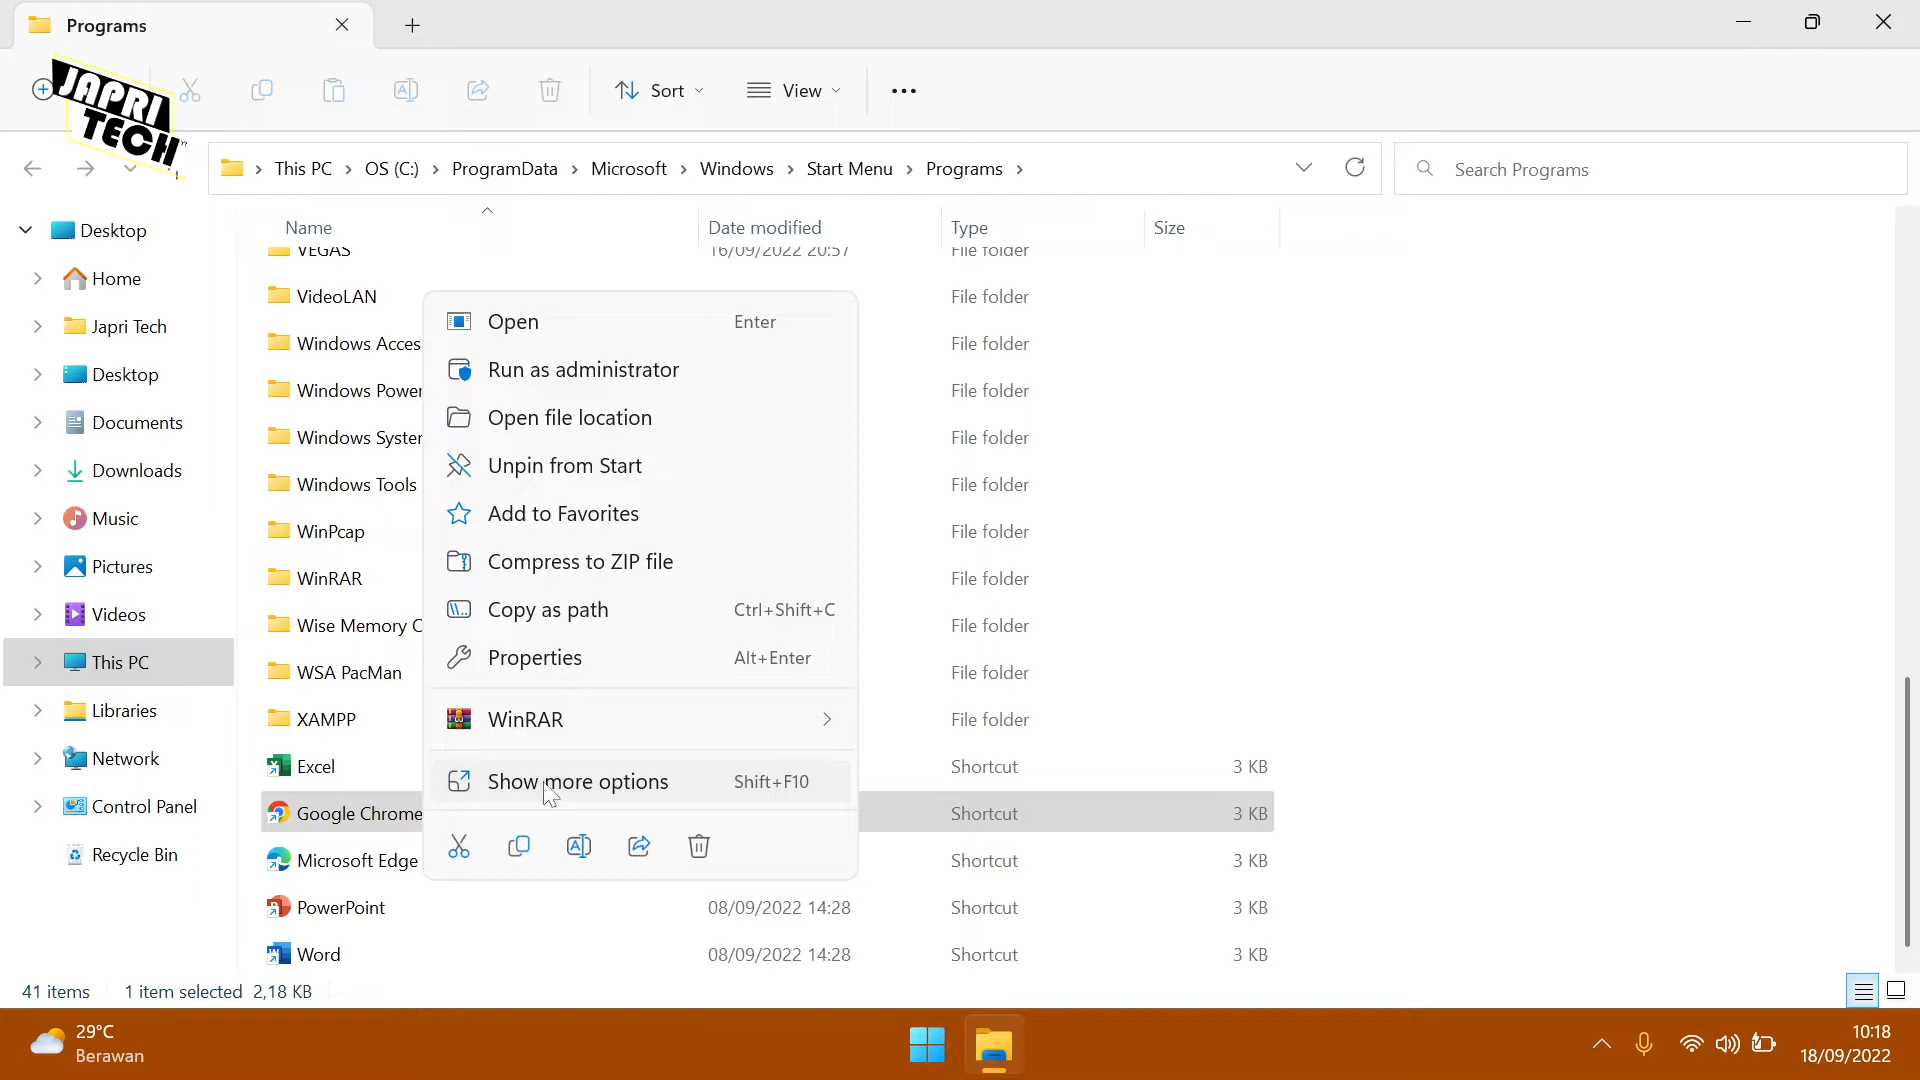 Programs
JAPRI
TECH
Sort
View
This PC
OS (C:)
ProgramData
Microsoft
Windows
Start Menu
Programs
Search Programs
Name
Date modified
Type
Size
Desktop
Home
Japri Tech
Desktop
Documents
Downloads
Music
Pictures
Videos
This PC
Libraries
Network
Control Panel
Recycle Bin
VEGAS 16/09/2022 20:57 File folder
VideoLAN File folder
Windows Acces File folder
Windows Power File folder
Windows System File folder
Windows Tools File folder
WinPcap File folder
WinRAR File folder
Wise Memory File folder
WSA PacMan File folder
XAMPP File folder
Excel Shortcut 3 KB
Google Chrome Shortcut 3 KB
Microsoft Edge Shortcut 3 KB
PowerPoint 08/09/2022 14:28 Shortcut 3 KB
Word 08/09/2022 14:28 Shortcut 3 KB
Open Enter
Run as administrator
Open file location
Unpin from Start
Add to Favorites
Compress to ZIP file
Copy as path Ctrl+Shift+C
Properties Alt+Enter
WinRAR
Show more options Shift+F10
41 items 1 item selected 2,18 KB
29°C
Berawan
10:18
18/09/2022